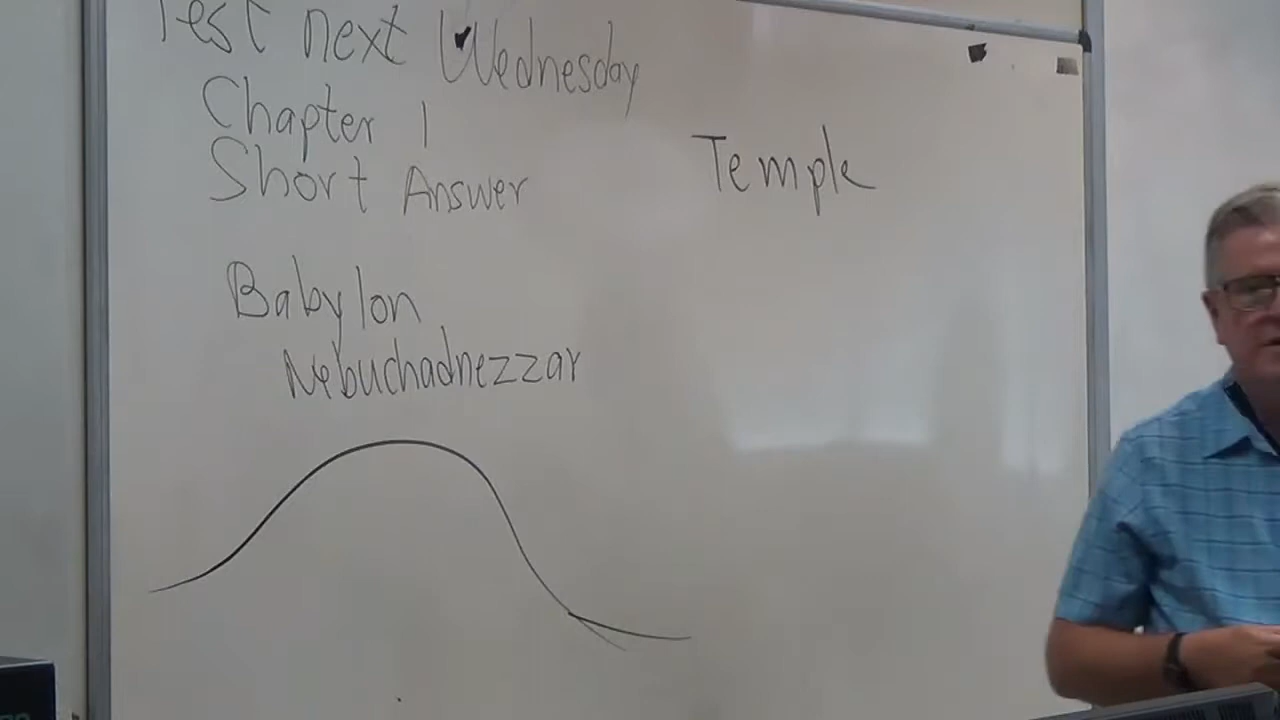 Test next Wednesday
Chapter 1
Short Answer
Temple
Babylon
Nebuchadnezzar